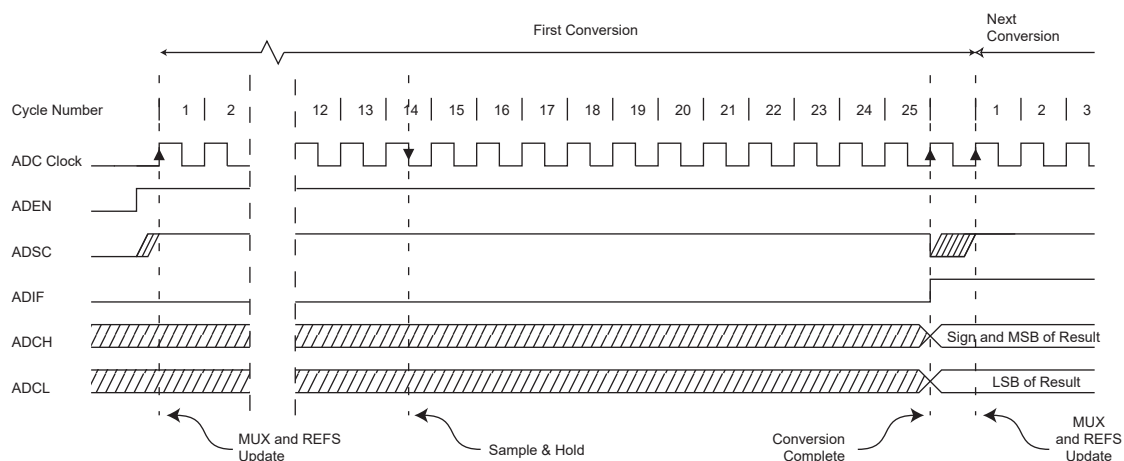 First Conversion
Next
Conversion
Cycle Number 1 2 12 13 14 15 16 17 18 19 20 21 22 23 24 25 1 2 3
ADC Clock
ADEN
ADSC
ADIF
ADCH Sign and MSB of Result
ADCL LSB of Result
MUX and REFS
Update
Sample & Hold
Conversion
Complete
MUX
and REFS
Update